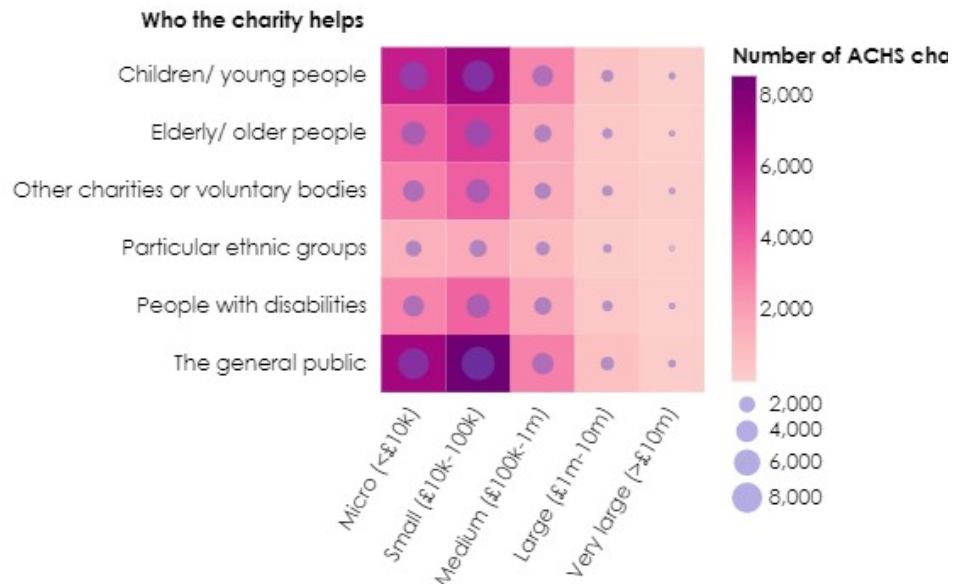 Who the charity helps
Children/ young people
Elderly/ older people
Other charities or voluntary bodies
Particular ethnic groups
People with disabilities
The general public
Micro (<£10k)
Small (£10k-100k)
Medium (£100k-1m)
Large (£1m-10m)
Very large (>£10m)
Number of ACHS cha
8,000
6,000
4,000
2,000
2,000
4,000
6,000
8,000